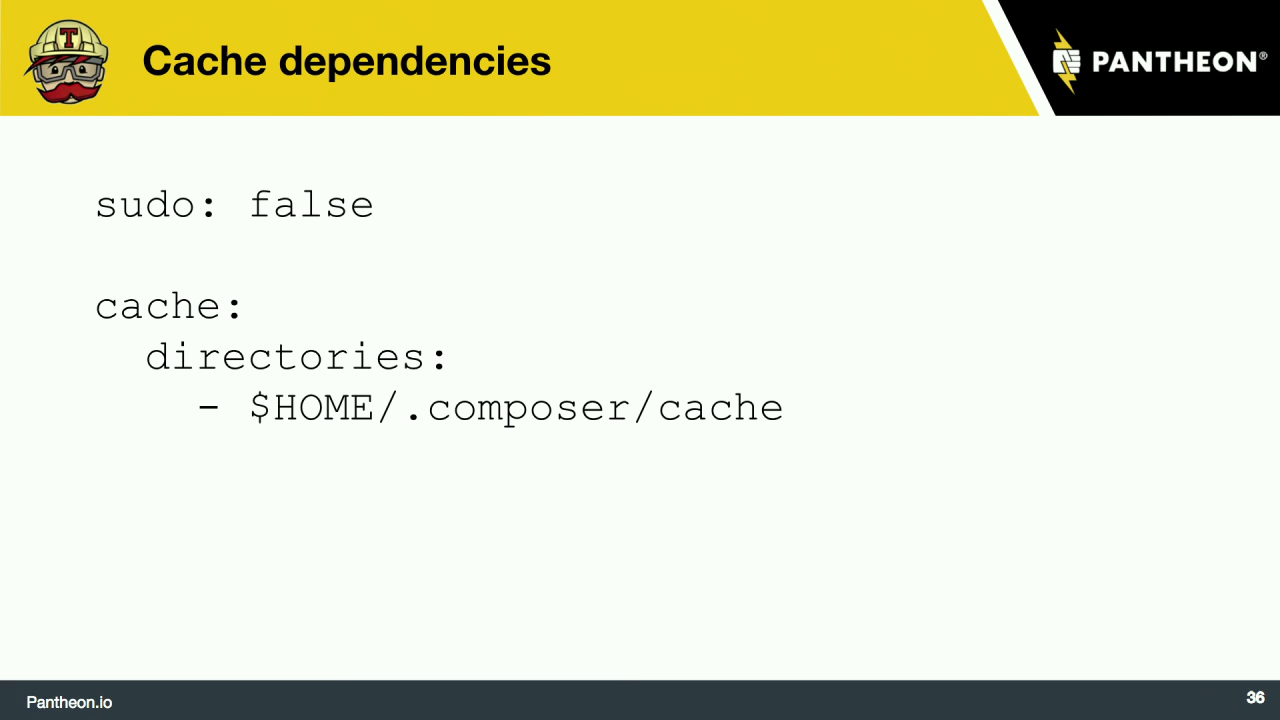 T
Cache dependencies
PANTHEON®
sudo: false
cache:
  directories:
    - $HOME/.composer/cache
Pantheon.io
36